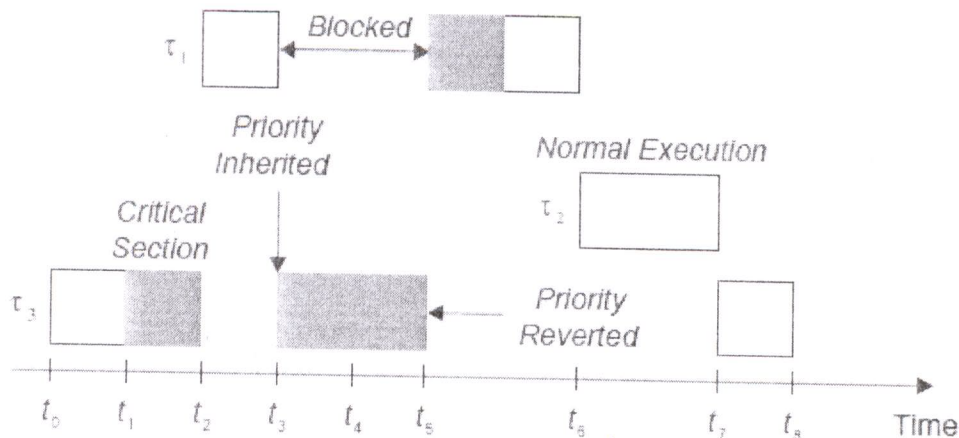 τ₁
Blocked
Priority
Inherited
Normal Execution
τ₂
Critical
Section
τ₃
Priority
Reverted
t₀ t₁ t₂ t₃ t₄ t₅ t₆ t₇ t₈ Time